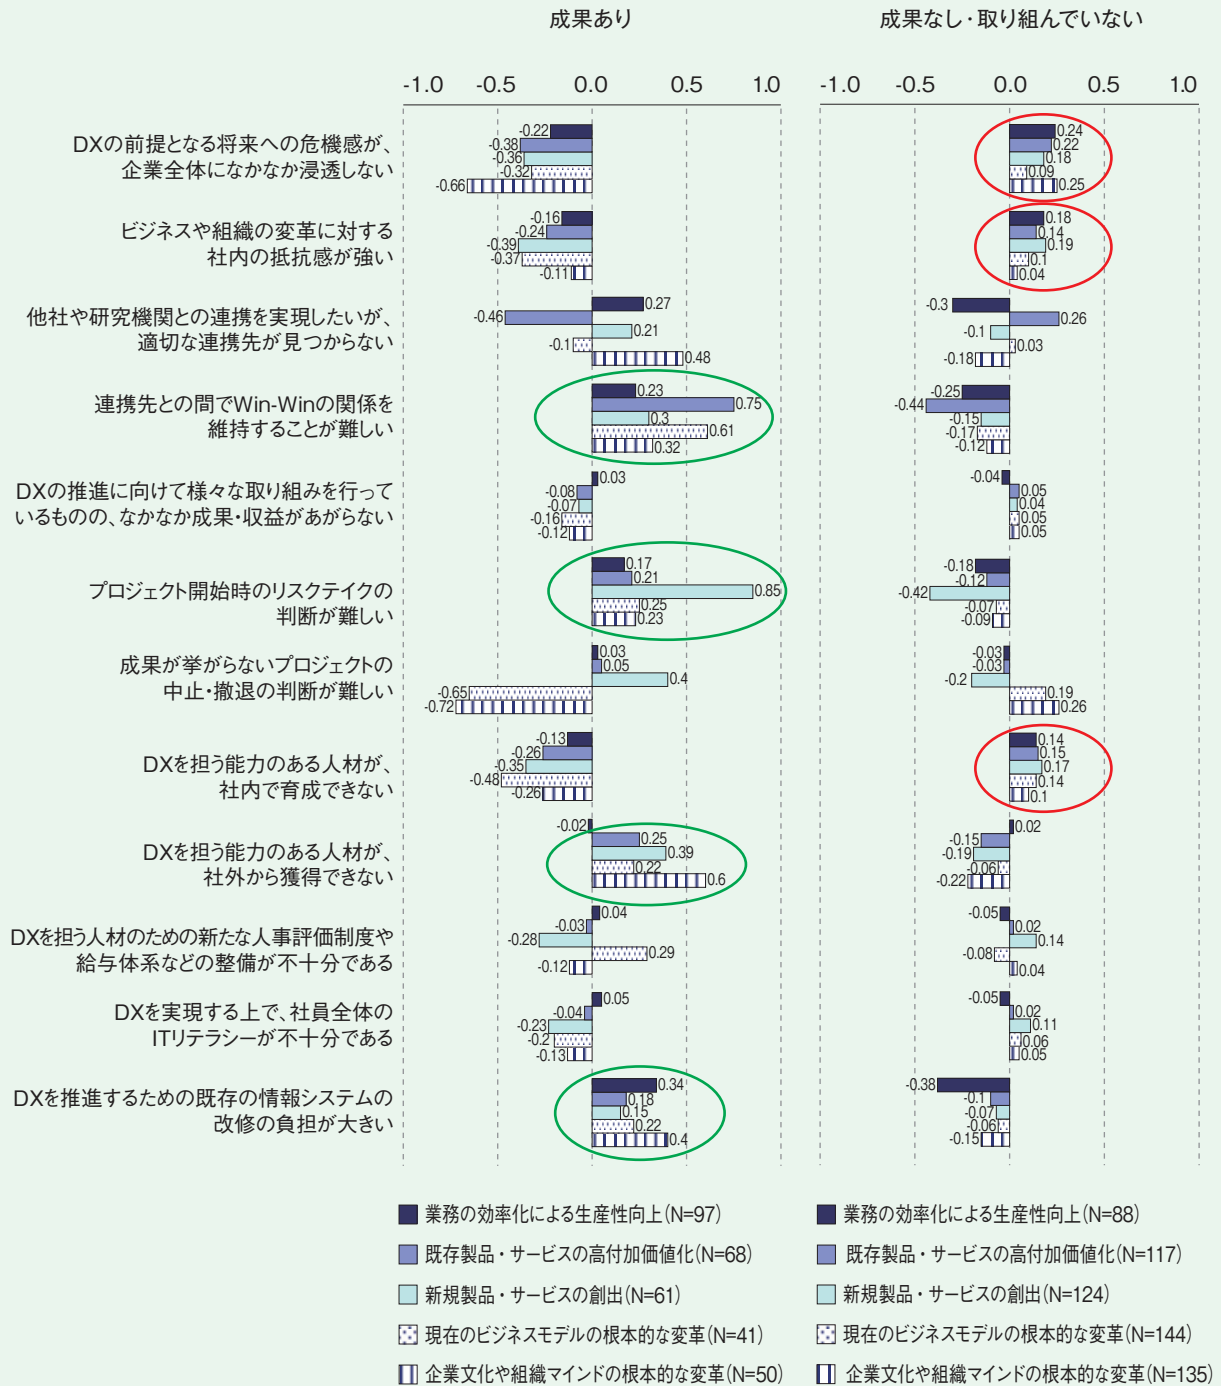 成果あり 成果なし・取り組んでいない
-1.0 -0.5 0.0 0.5 1.0 -1.0 -0.5 0.0 0.5 1.0
DXの前提となる将来への危機感が、
企業全体になかなか浸透しない
-0.22 0.24
-0.38 0.22
-0.36 0.18
-0.32 0.09
-0.66 0.25
ビジネスや組織の変革に対する
社内の抵抗感が強い
-0.16 0.18
-0.24 0.14
-0.39 0.19
-0.37 0.1
-0.11 0.04
他社や研究機関との連携を実現したいが、
適切な連携先が見つからない
0.27 -0.3
-0.46 0.26
0.21 -0.1
-0.1 0.03
0.48 -0.18
連携先との間でWin-Winの関係を
維持することが難しい
0.23 -0.25
0.75 -0.44
0.3 -0.15
0.61 -0.17
0.32 -0.12
DXの推進に向けて様々な取り組みを行って
いるものの、なかなか成果・収益があがらない
0.03 -0.04
-0.08 0.05
-0.07 0.04
-0.16 0.05
-0.12 0.05
プロジェクト開始時のリスクテイクの
判断が難しい
0.17 -0.18
0.21 -0.12
0.85 -0.42
0.25 -0.07
0.23 -0.09
成果が挙がらないプロジェクトの
中止・撤退の判断が難しい
0.03 -0.03
0.05 -0.03
0.4 -0.2
-0.65 0.19
-0.72 0.26
DXを担う能力のある人材が、
社内で育成できない
-0.13 0.14
-0.26 0.15
-0.35 0.17
-0.48 0.14
-0.26 0.1
DXを担う能力のある人材が、
社外から獲得できない
-0.02 0.02
0.25 -0.15
0.39 -0.19
0.22 -0.06
0.6 -0.22
DXを担う人材のための新たな人事評価制度や
給与体系などの整備が不十分である
0.04 -0.05
-0.03 0.02
-0.28 0.14
0.29 -0.08
-0.12 0.04
DXを実現する上で、社員全体の
ITリテラシーが不十分である
0.05 -0.05
-0.04 0.02
-0.23 0.11
-0.2 0.06
-0.13 0.05
DXを推進するための既存の情報システムの
改修の負担が大きい
0.34 -0.38
0.18 -0.1
0.15 -0.07
0.22 -0.06
0.4 -0.15
業務の効率化による生産性向上(N=97) 業務の効率化による生産性向上(N=88)
既存製品・サービスの高付加価値化(N=68) 既存製品・サービスの高付加価値化(N=117)
新規製品・サービスの創出(N=61) 新規製品・サービスの創出(N=124)
現在のビジネスモデルの根本的な変革(N=41) 現在のビジネスモデルの根本的な変革(N=144)
企業文化や組織マインドの根本的な変革(N=50) 企業文化や組織マインドの根本的な変革(N=135)